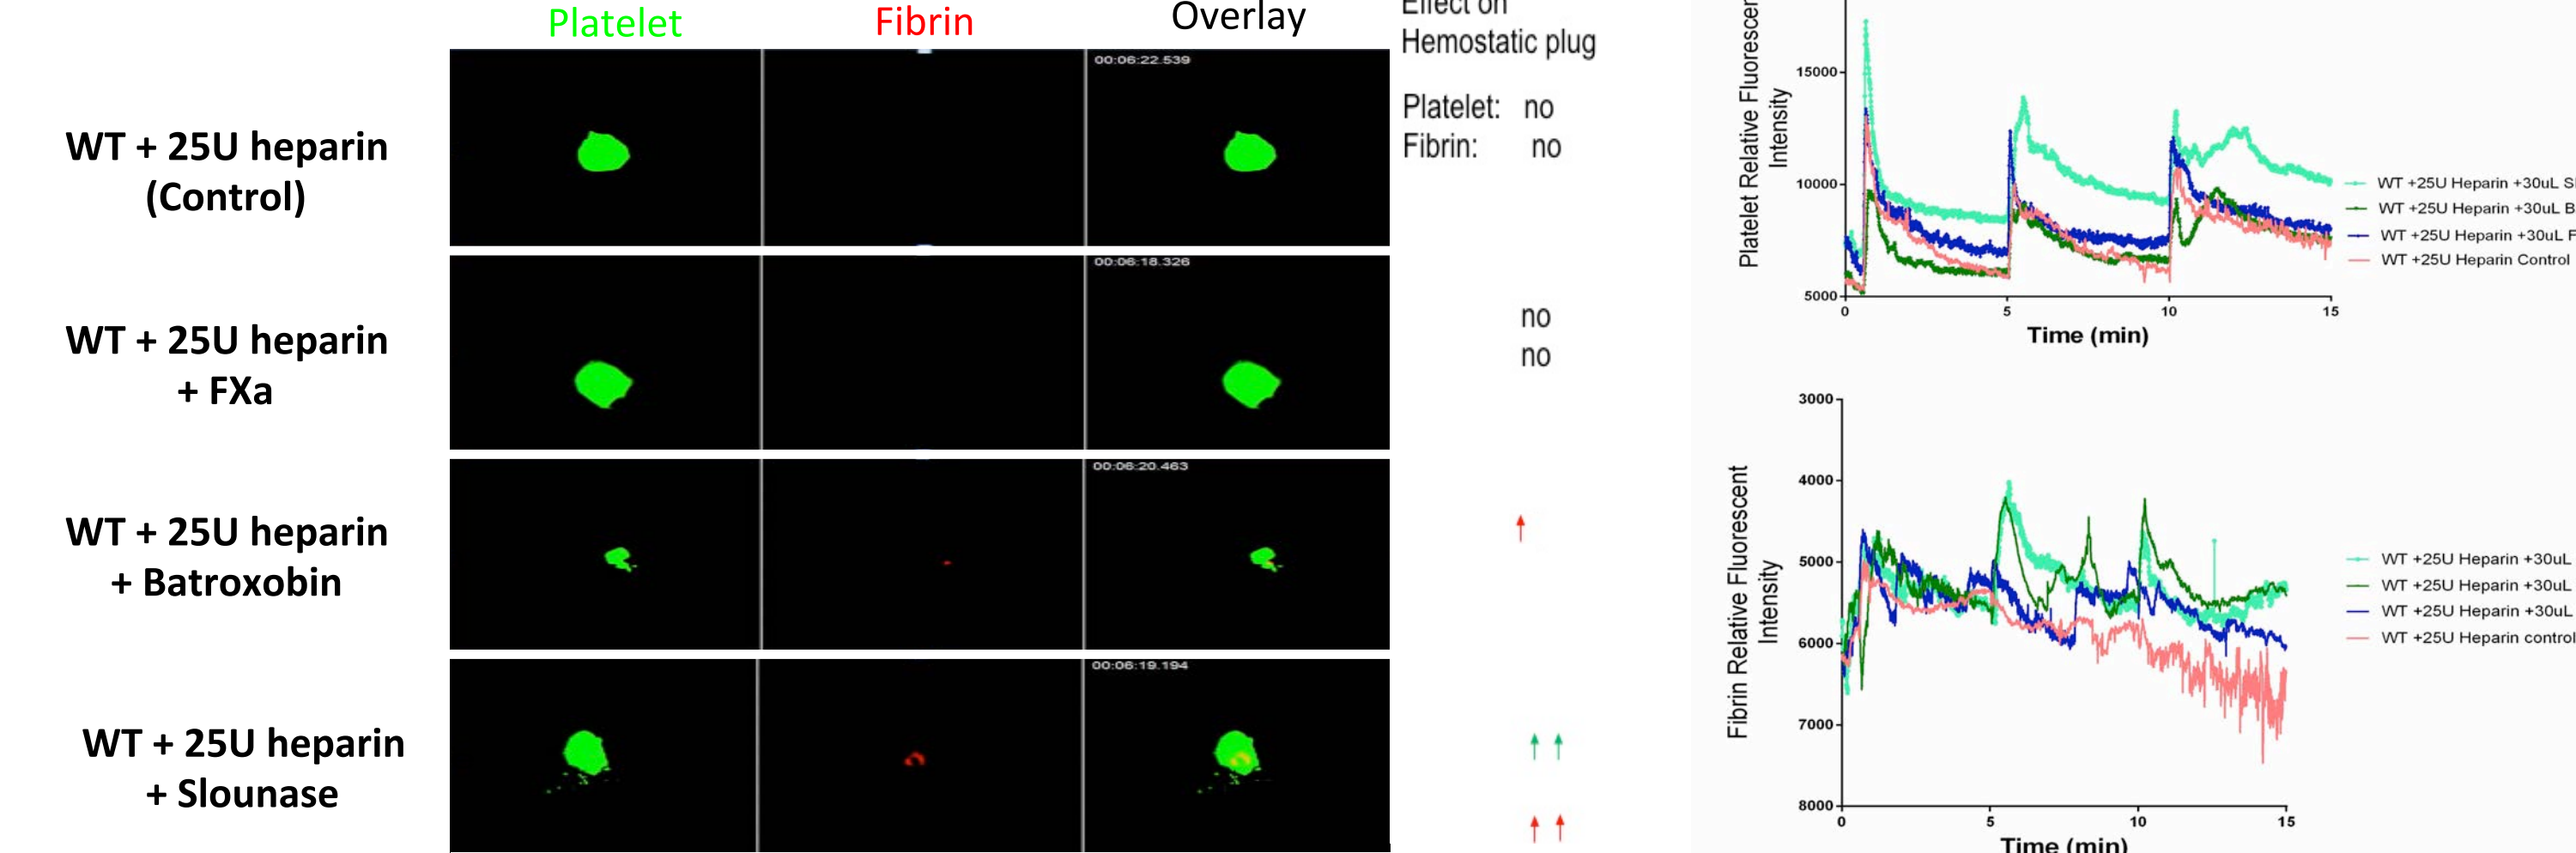 Platelet
Fibrin
Overlay
Effect on
Hemostatic plug
Platelet: no
Fibrin: no
WT + 25U heparin
(Control)
00:06:22.539
WT + 25U heparin
+ FXa
00:06:18.326
no
no
WT + 25U heparin
+ Batroxobin
00:06:20.463
↑
WT + 25U heparin
+ Slounase
00:06:19.194
↑ ↑
↑ ↑
Platelet Relative Fluorescen
Intensity
15000
10000
5000
0
5
10
15
Time (min)
WT +25U Heparin +30uL S
WT +25U Heparin +30uL B
WT +25U Heparin +30uL F
WT +25U Heparin Control
Fibrin Relative Fluorescent
Intensity
3000
4000
5000
6000
7000
8000
0
5
10
15
Time (min)
WT +25U Heparin +30uL
WT +25U Heparin +30uL
WT +25U Heparin +30uL
WT +25U Heparin control